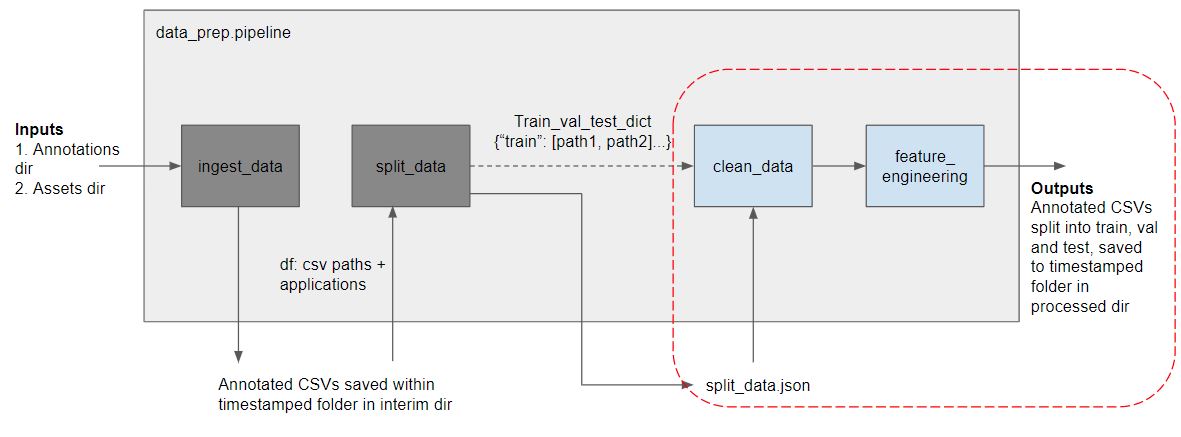 data_prep.pipeline
Inputs
1. Annotations
dir
2. Assets dir
ingest_data
split_data
Train_val_test_dict
{“train”: [path1, path2]...}
clean_data
feature_
engineering
Outputs
Annotated CSVs
split into train, val
and test, saved
to timestamped
folder in
processed dir
df: csv paths +
applications
Annotated CSVs saved within
timestamped folder in interim dir
split_data.json